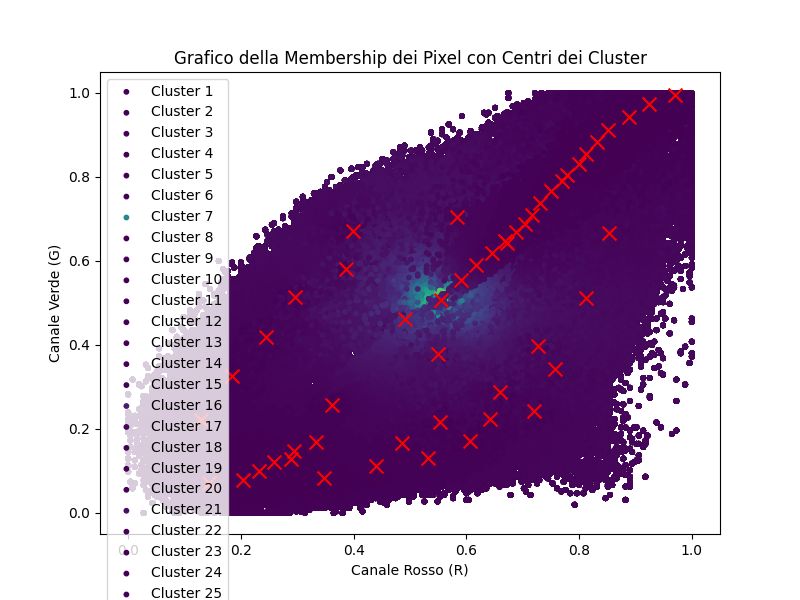 Grafico della Membership dei Pixel con Centri dei Cluster
Canale Verde (G)
1.0
0.8
0.6
0.4
0.2
0.0
Cluster 1
Cluster 2
Cluster 3
Cluster 4
Cluster 5
Cluster 6
Cluster 7
Cluster 8
Cluster 9
Cluster 10
Cluster 11
Cluster 12
Cluster 13
Cluster 14
Cluster 15
Cluster 16
Cluster 17
Cluster 18
Cluster 19
Cluster 20
Cluster 21
Cluster 22
Cluster 23
Cluster 24
Cluster 25
0.0 0.2 0.4 0.6 0.8 1.0
Canale Rosso (R)